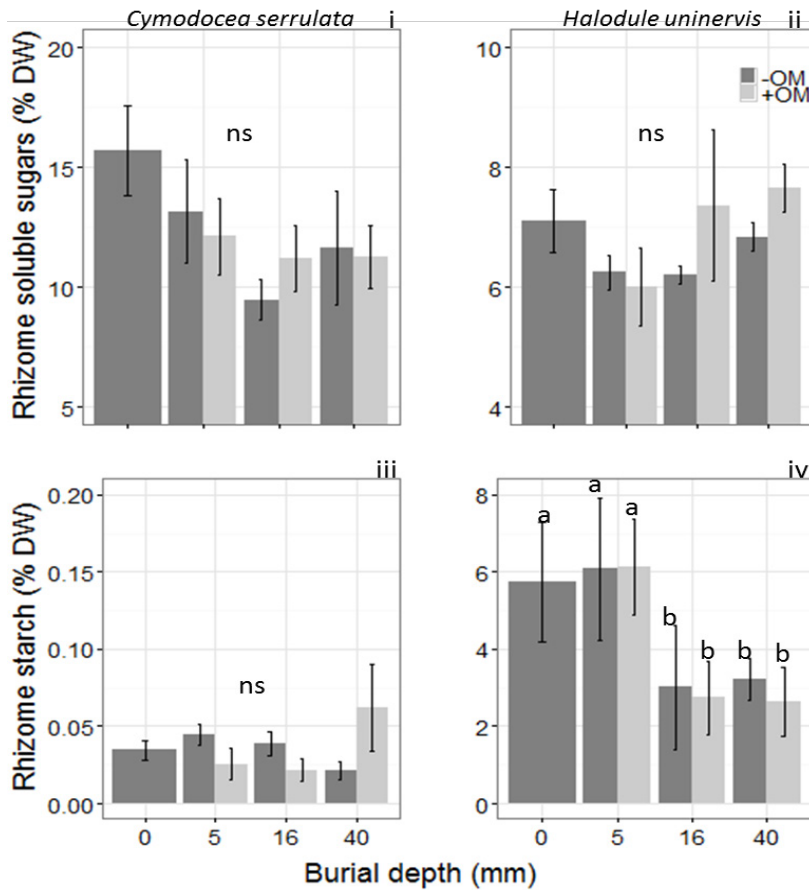 Cymodocea serrulata i
Halodule uninervis ii
Rhizome soluble sugars (% DW)
20
15
10
5
ns
10
8
6
4
ns
-OM
+OM
iii
Rhizome starch (% DW)
0.20
0.15
0.10
0.05
0.00
ns
0 5 16 40
iv
8
6
4
2
0
a a a b b b b
0 5 16 40
Burial depth (mm)